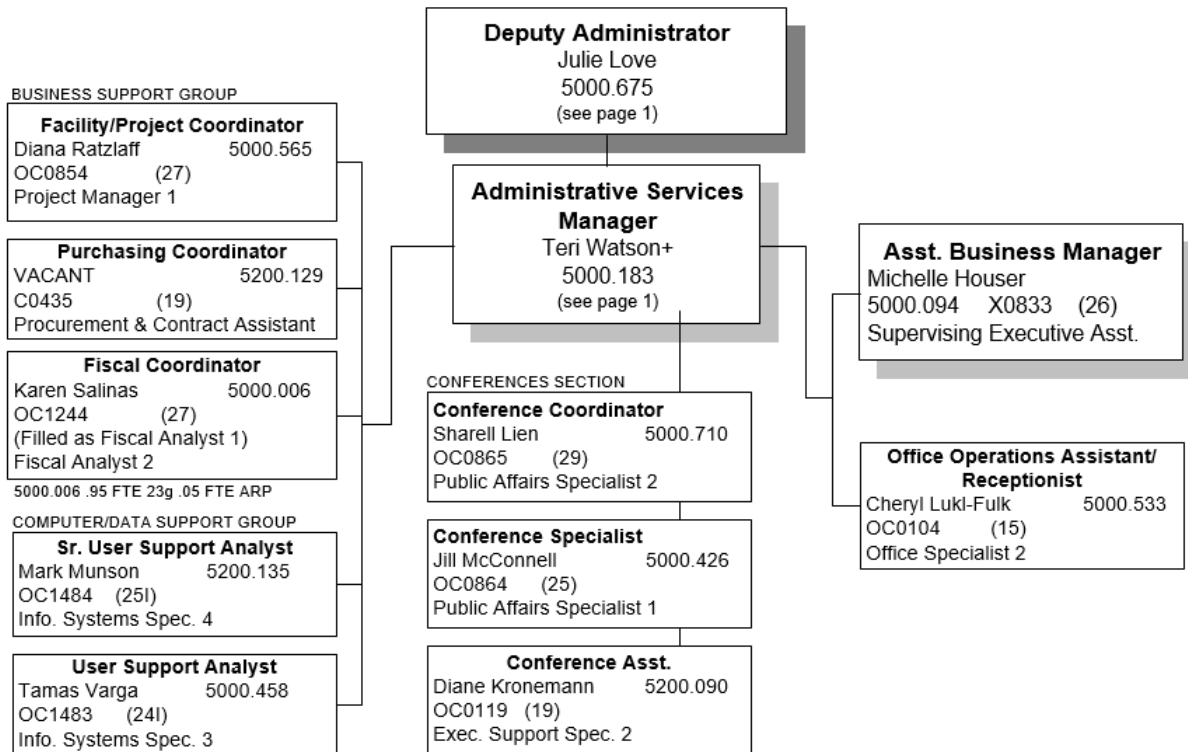 Deputy Administrator
Julie Love
5000.675
(see page 1)
Administrative Services
Manager
Teri Watson+
5000.183
(see page 1)
BUSINESS SUPPORT GROUP
Facility/Project Coordinator
Diana Ratzlaff 5000.565
OC0854 (27)
Project Manager 1
Purchasing Coordinator
VACANT 5200.129
C0435 (19)
Procurement & Contract Assistant
Fiscal Coordinator
Karen Salinas 5000.006
OC1244 (27)
(Filled as Fiscal Analyst 1)
Fiscal Analyst 2
5000.006 .95 FTE 23g .05 FTE ARP
COMPUTER/DATA SUPPORT GROUP
Sr. User Support Analyst
Mark Munson 5200.135
OC1484 (25I)
Info. Systems Spec. 4
User Support Analyst
Tamas Varga 5000.458
OC1483 (24I)
Info. Systems Spec. 3
CONFERENCES SECTION
Conference Coordinator
Sharell Lien 5000.710
OC0865 (29)
Public Affairs Specialist 2
Conference Specialist
Jill McConnell 5000.426
OC0864 (25)
Public Affairs Specialist 1
Conference Asst.
Diane Kronemann 5200.090
OC0119 (19)
Exec. Support Spec. 2
Asst. Business Manager
Michelle Houser
5000.094 X0833 (26)
Supervising Executive Asst.
Office Operations Assistant/
Receptionist
Cheryl Lukl-Fulk 5000.533
OC0104 (15)
Office Specialist 2